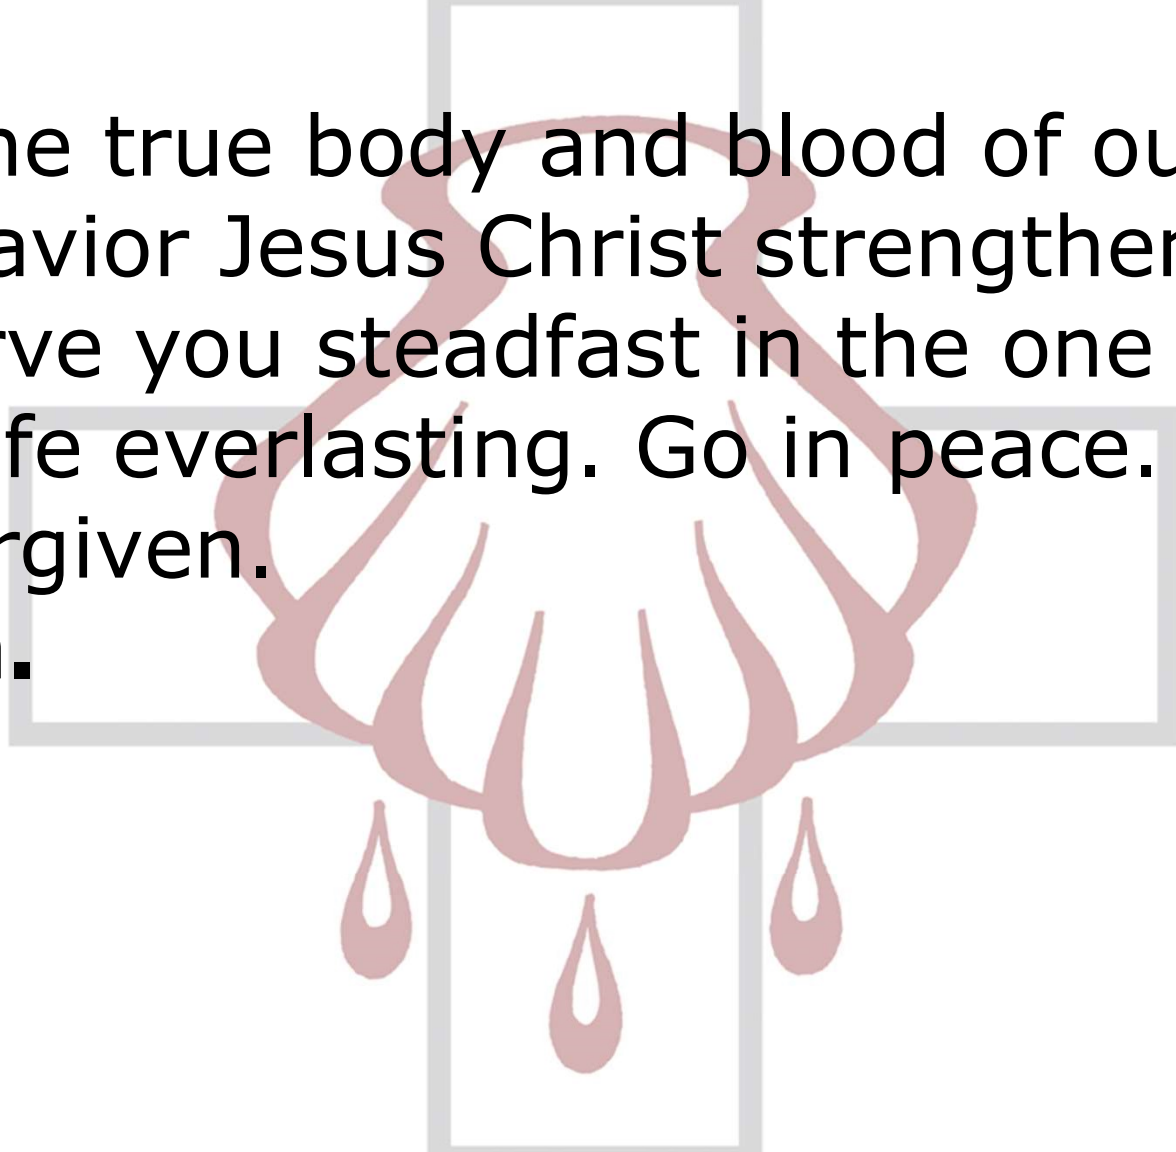 he true body and blood of ou
avior Jesus Christ strengthen
rve you steadfast in the one
fe everlasting. Go in peace.
rgiven.
.